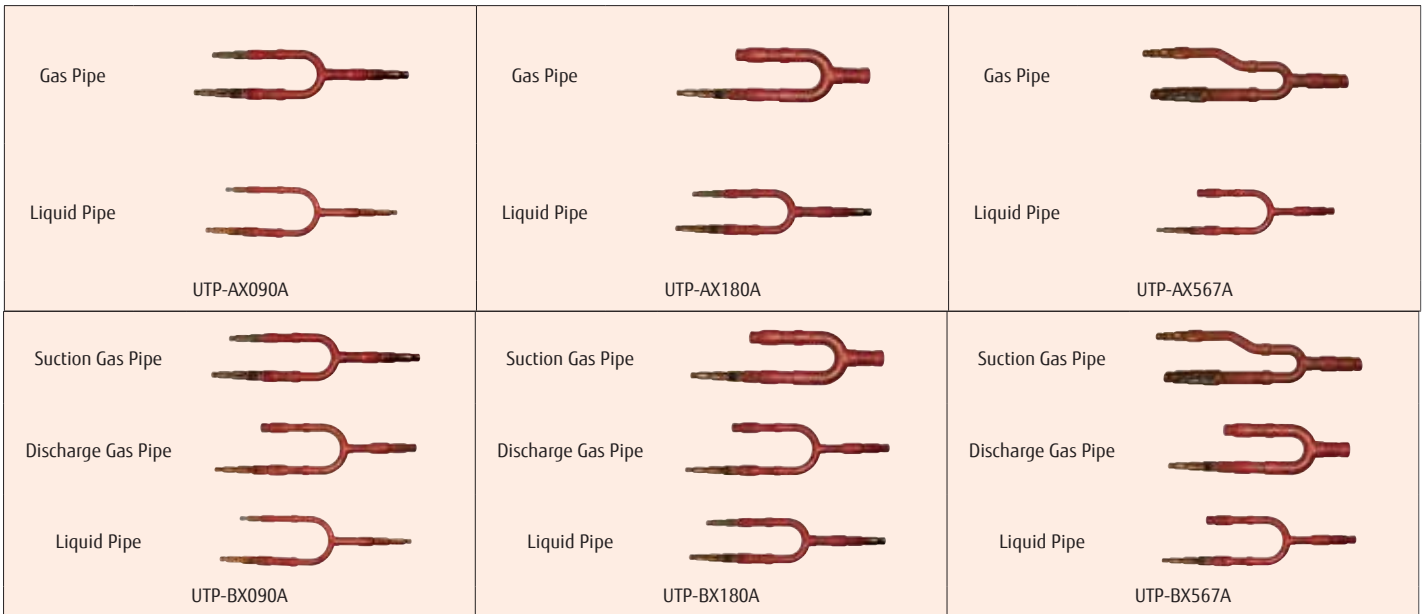 Gas Pipe
Liquid Pipe
UTP-AX090A
Gas Pipe
Liquid Pipe
UTP-AX180A
Gas Pipe
Liquid Pipe
UTP-AX567A
Suction Gas Pipe
Discharge Gas Pipe
Liquid Pipe
UTP-BX090A
Suction Gas Pipe
Discharge Gas Pipe
Liquid Pipe
UTP-BX180A
Suction Gas Pipe
Discharge Gas Pipe
Liquid Pipe
UTP-BX567A